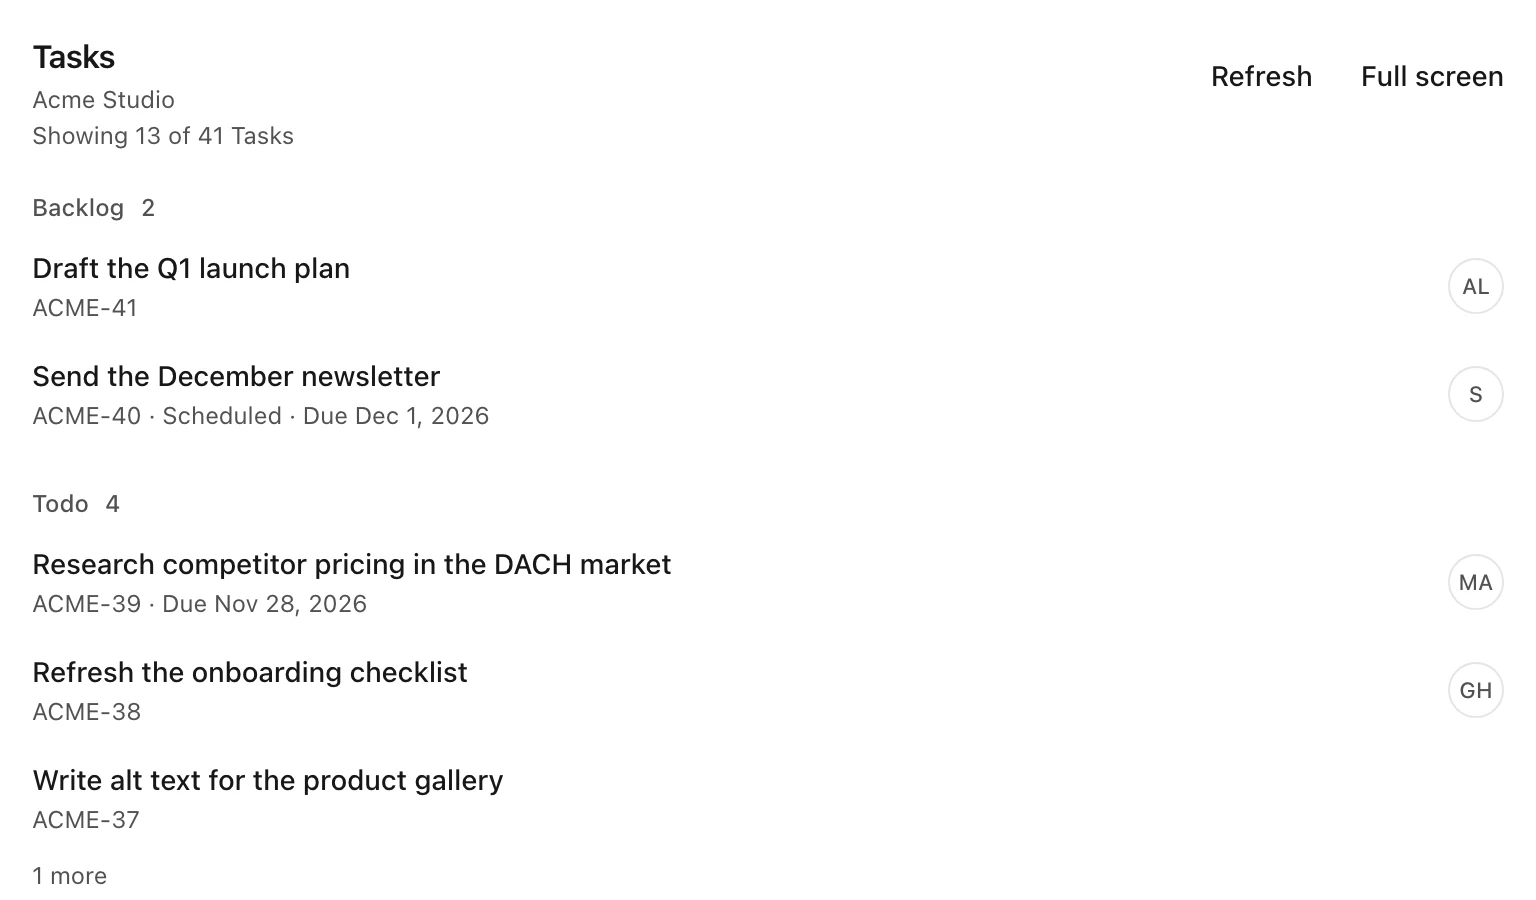 Tasks
Refresh
Full screen
Acme Studio
Showing 13 of 41 Tasks
Backlog 2
Draft the Q1 launch plan
ACME-41
AL
Send the December newsletter
ACME-40 · Scheduled · Due Dec 1, 2026
S
Todo 4
Research competitor pricing in the DACH market
ACME-39 · Due Nov 28, 2026
MA
Refresh the onboarding checklist
ACME-38
GH
Write alt text for the product gallery
ACME-37
1 more